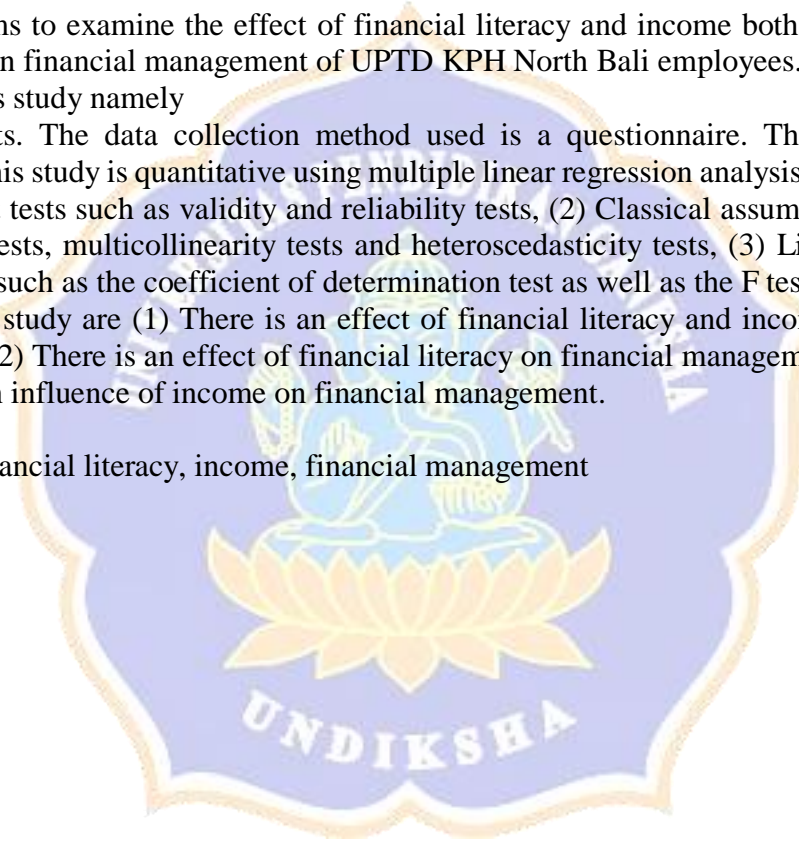 ns to examine the effect of financial literacy and income both
n financial management of UPTD KPH North Bali employees.
s study namely
ts. The data collection method used is a questionnaire. Th
his study is quantitative using multiple linear regression analysis
tests such as validity and reliability tests, (2) Classical assum
ests, multicollinearity tests and heteroscedasticity tests, (3) Li
such as the coefficient of determination test as well as the F tes
study are (1) There is an effect of financial literacy and inco
2) There is an effect of financial literacy on financial managem
n influence of income on financial management.
ancial literacy, income, financial management
UNIVERSITAS PENDIDIKAN GANESHA
UNDIKSHA